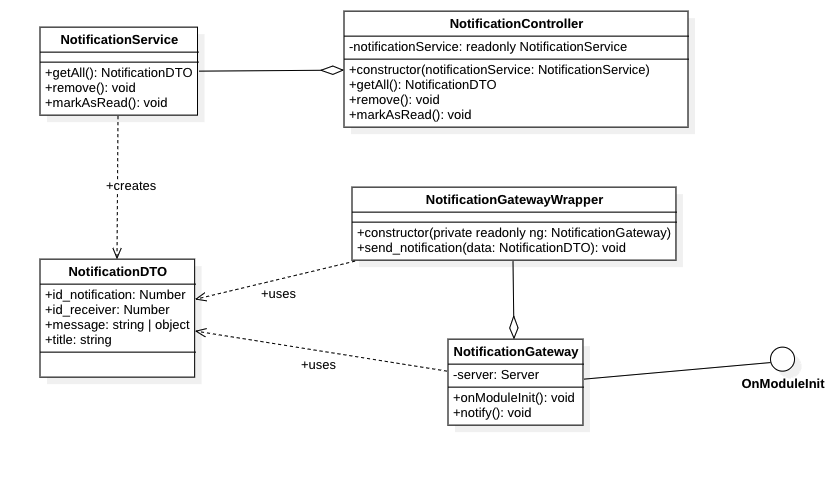 NotificationService
+getAll(): NotificationDTO
+remove(): void
+markAsRead(): void
NotificationController
-notificationService: readonly NotificationService
+constructor(notificationService: NotificationService)
+getAll(): NotificationDTO
+remove(): void
+markAsRead(): void
+creates
NotificationGatewayWrapper
+constructor(private readonly ng: NotificationGateway)
+send_notification(data: NotificationDTO): void
NotificationDTO
+id_notification: Number
+id_receiver: Number
+message: string | object
+title: string
+uses
+uses
NotificationGateway
-server: Server
+onModuleInit(): void
+notify(): void
OnModuleInit